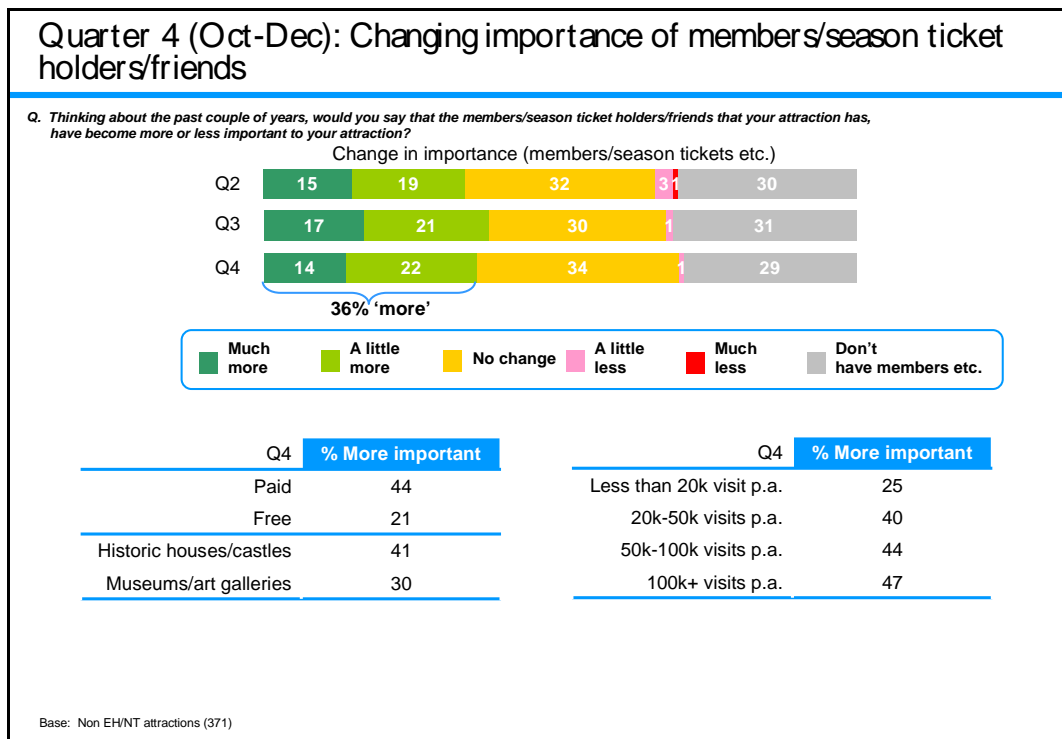 Quarter 4 (Oct-Dec): Changing importance of members/season ticket
holders/friends
Q. Thinking about the past couple of years, would you say that the members/season ticket holders/friends that your attraction has,
have become more or less important to your attraction?
Change in importance (members/season tickets etc.)
Q2 15 19 32 3 1 30
Q3 17 21 30 1 31
Q4 14 22 34 1 29
36% ‘more’
Much more
A little more
No change
A little less
Much less
Don't have members etc.
Q4 % More important
Paid 44
Free 21
Historic houses/castles 41
Museums/art galleries 30
Q4 % More important
Less than 20k visit p.a. 25
20k-50k visits p.a. 40
50k-100k visits p.a. 44
100k+ visits p.a. 47
Base: Non EH/NT attractions (371)